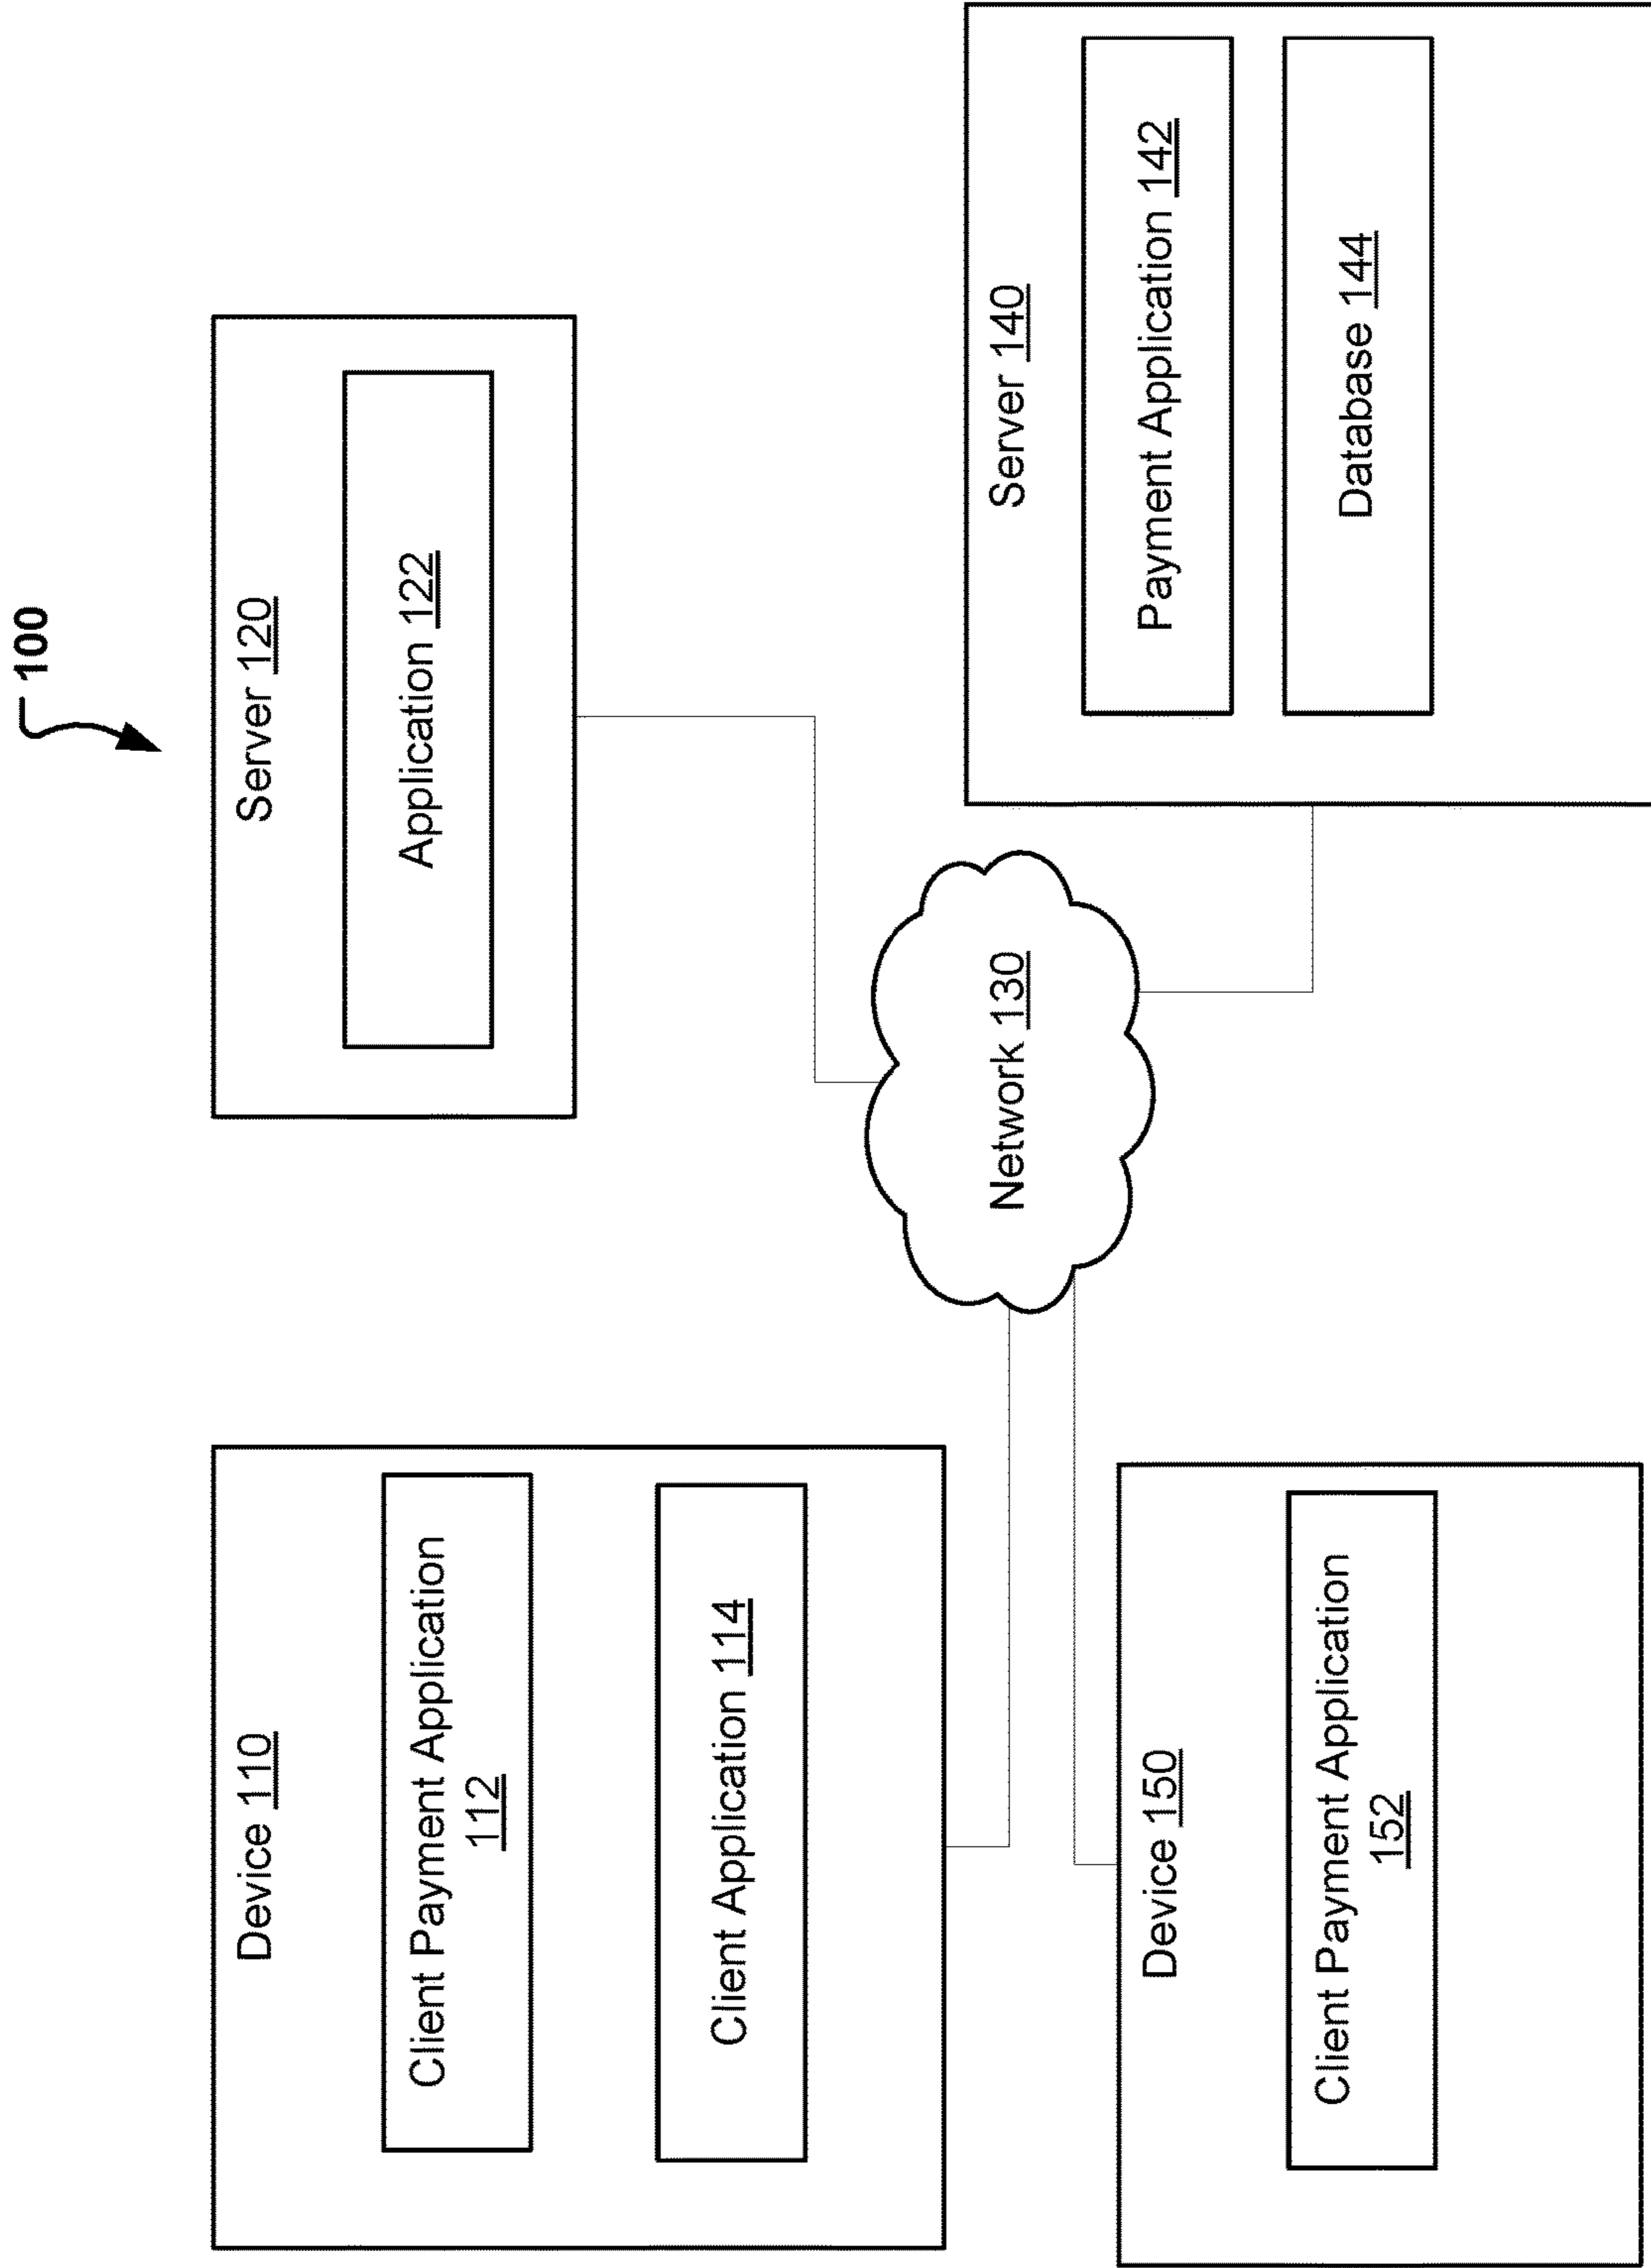 100
Device 110
Client Payment Application
112
Client Application 114
Server 120
Application 122
Network 130
Device 150
Client Payment Application
152
Server 140
Payment Application 142
Database 144